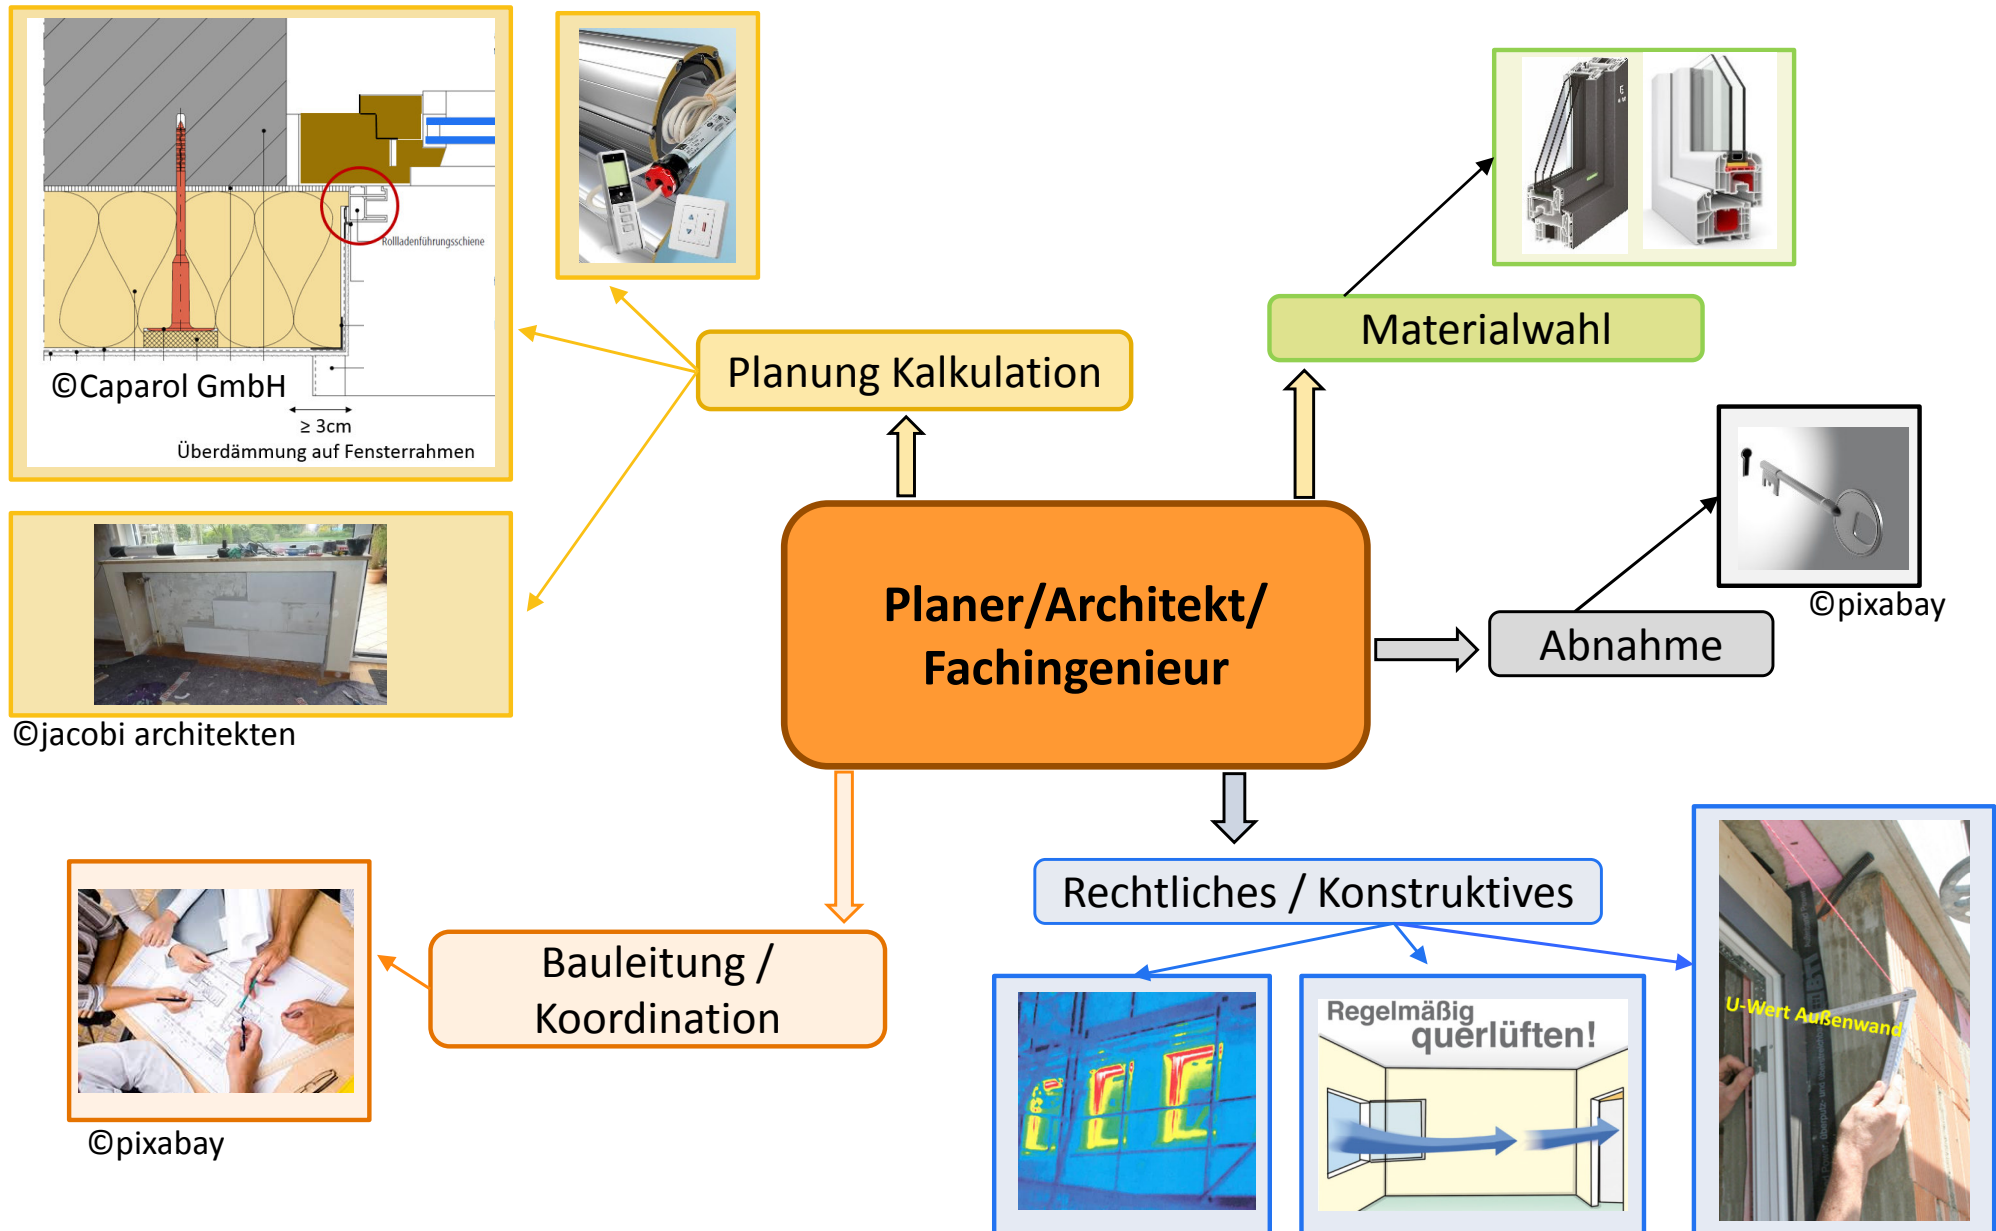 Rollladenführungsschiene
©Caparol GmbH
≥ 3cm
Überdämmung auf Fensterrahmen
Planung Kalkulation
Materialwahl
©jacobi architekten
Planer/Architekt/
Fachingenieur
Abnahme
©pixabay
Bauleitung /
Koordination
©pixabay
Rechtliches / Konstruktives
Regelmäßig
querlüften!
U-Wert Außenwand